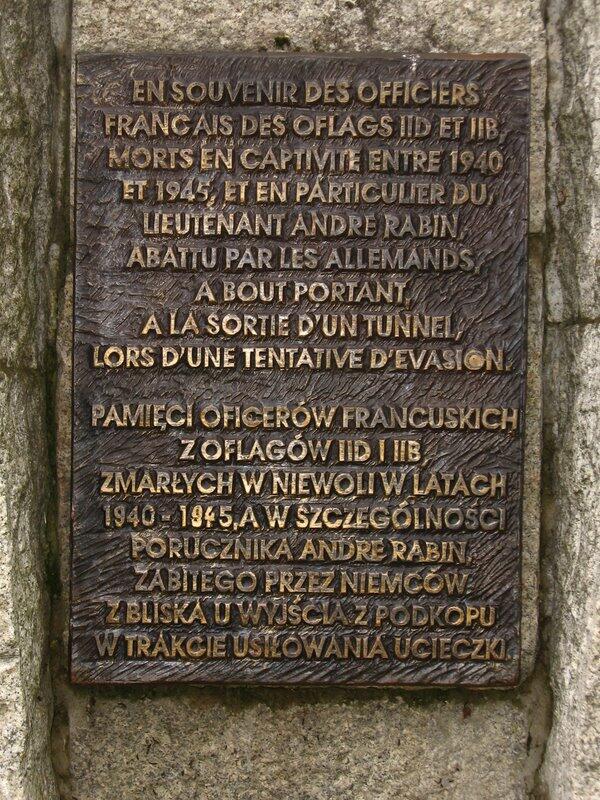 EN SOUVENIR DES OFFICIERS
FRANCAIS DES OFLAGS IID ET IIB,
MORTS EN CAPTIVITE ENTRE 1940
ET 1945, ET EN PARTICULIER DU,
LIEUTENANT ANDRE RABIN,
ABATTU PAR LES ALLEMANDS,
A BOUT PORTANT,
A LA SORTIE D'UN TUNNEL,
LORS D'UNE TENTATIVE D'EVASION.
PAMIĘCI OFICERÓW FRANCUSKICH
Z OFLAGÓW IID I IIB
ZMARŁYCH W NIEWOLI W LATACH
1940 - 1945, A W SZCZEGÓLNOŚCI
PORUCZNIKA ANDRE RABIN,
ZABITEGO PRZEZ NIEMCÓW
Z BLISKA U WYJŚCIA Z PODKOPU
W TRAKCIE USIŁOWANIA UCIECZKI